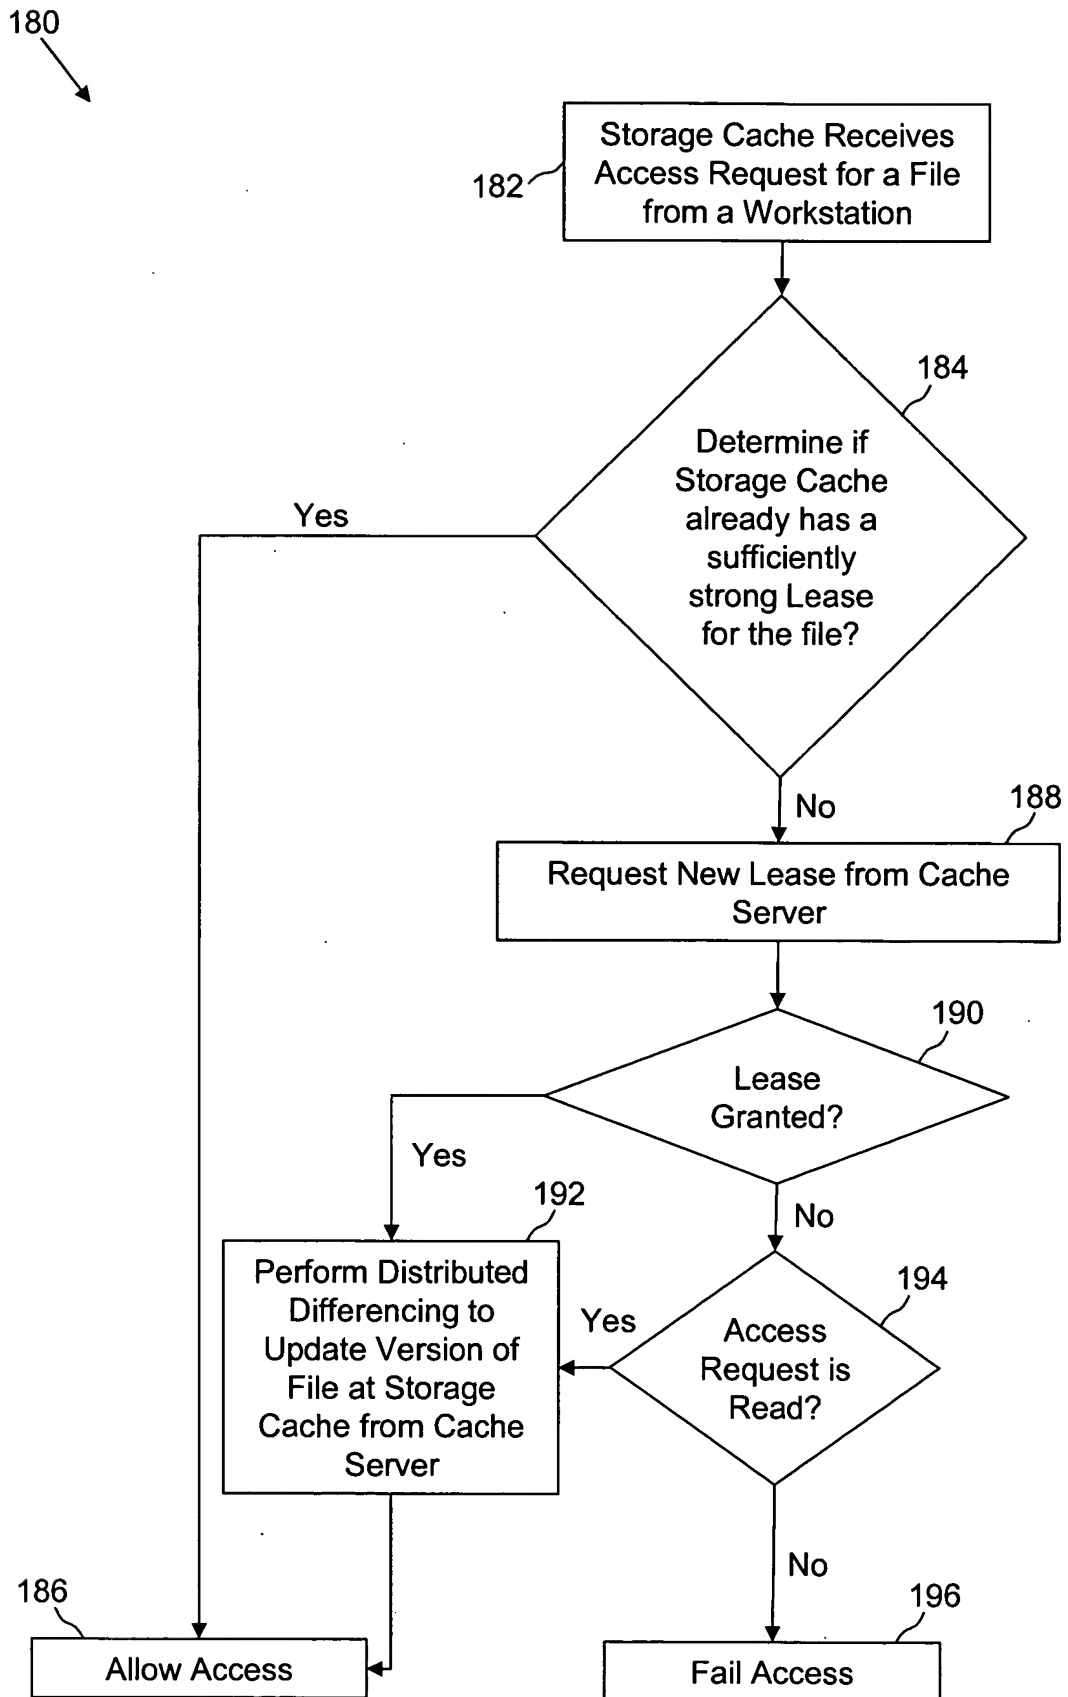 180
Storage Cache Receives
Access Request for a File
from a Workstation
182
184
Determine if
Storage Cache
already has a
sufficiently
strong Lease
for the file?
Yes
No
188
Request New Lease from Cache
Server
190
Lease
Granted?
Yes
No
192
Perform Distributed
Differencing to
Update Version of
File at Storage
Cache from Cache
Server
194
Yes
Access
Request is
Read?
No
186
Allow Access
196
Fail Access